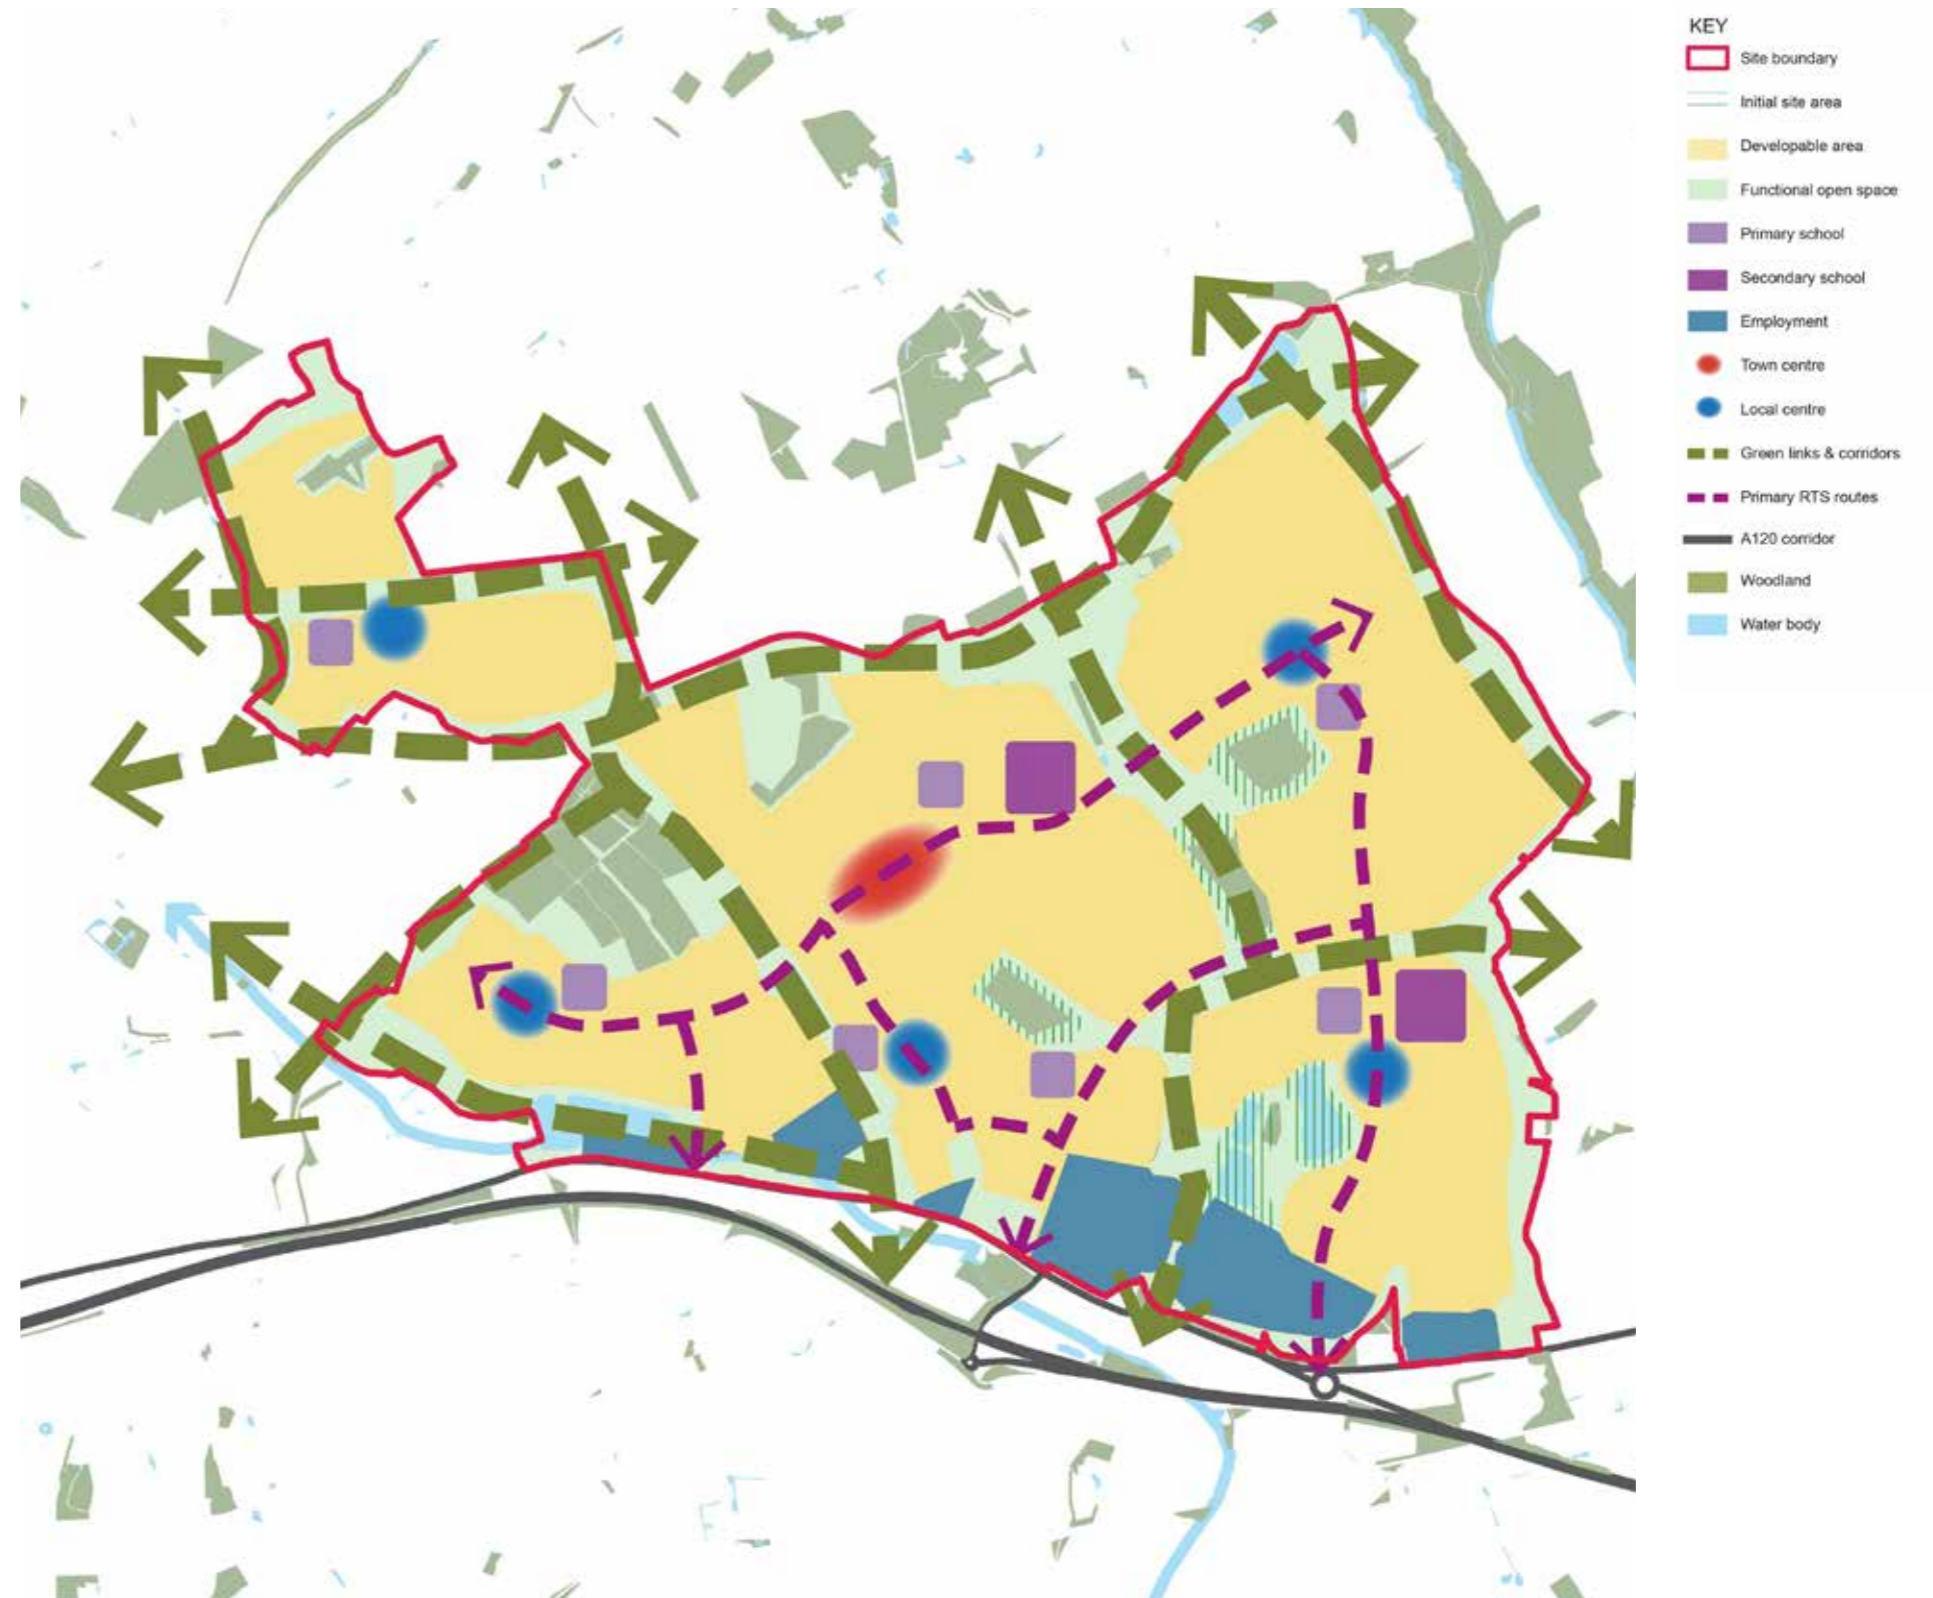 KEY
Site boundary
Initial site area
Developable area
Functional open space
Primary school
Secondary school
Employment
Town centre
Local centre
Green links & corridors
Primary RTS routes
A120 corridor
Woodland
Water body